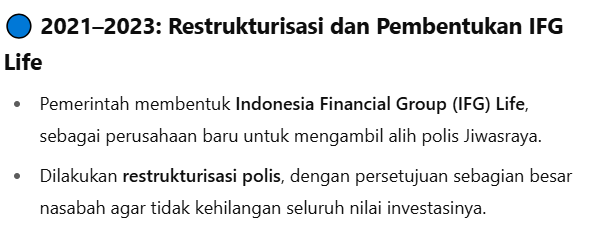 🔵 2021–2023: Restrukturisasi dan Pembentukan IFG
Life
• Pemerintah membentuk Indonesia Financial Group (IFG) Life,
sebagai perusahaan baru untuk mengambil alih polis Jiwasraya.
• Dilakukan restrukturisasi polis, dengan persetujuan sebagian besar
nasabah agar tidak kehilangan seluruh nilai investasinya.